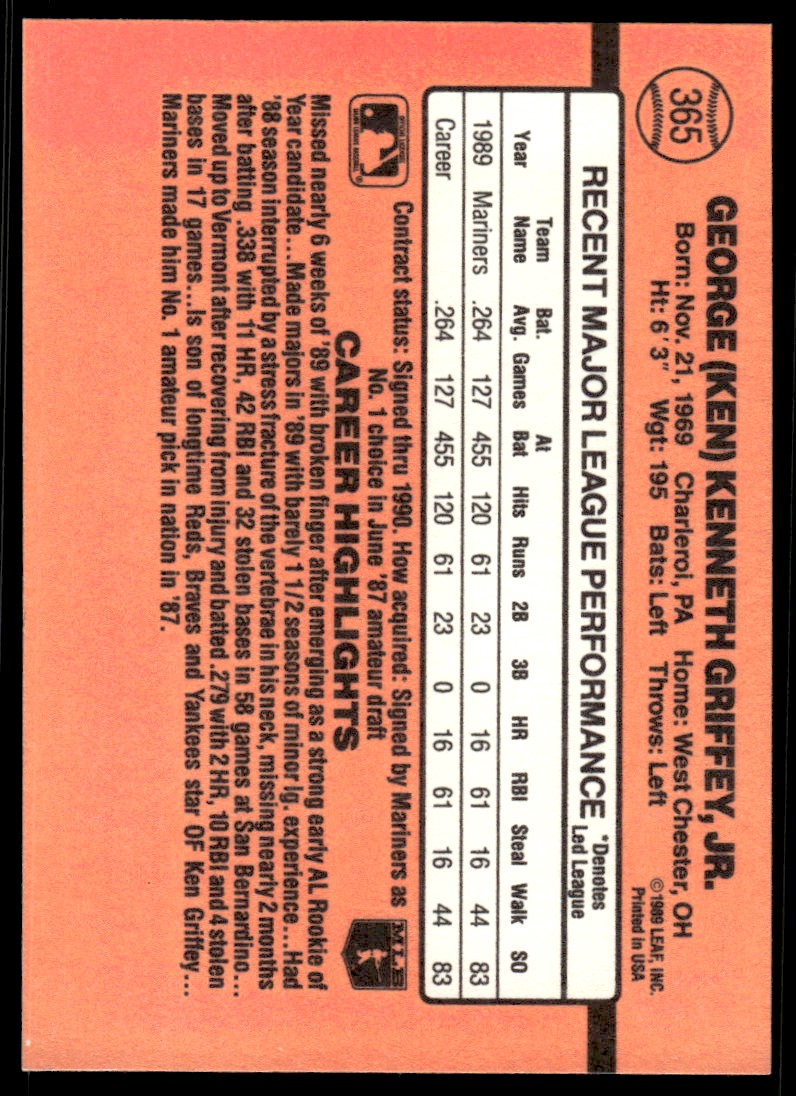 365
GEORGE (KEN) KENNETH GRIFFEY, JR.
Born: Nov. 21, 1969 Charleroi, PA Home: West Chester, OH
Ht: 6' 3" Wgt: 195 Bats: Left Throws: Left
©1989 LEAF, INC.
Printed in USA
RECENT MAJOR LEAGUE PERFORMANCE *Denotes Led League
Year Team Name Bat. Avg. Games At Bat Hits Runs 2B 3B HR RBI Steal Walk SO
1989 Mariners .264 127 455 120 61 23 0 16 61 16 44 83
Career .264 127 455 120 61 23 0 16 61 16 44 83
Contract status: Signed thru 1990. How acquired: Signed by Mariners as
No. 1 choice in June '87 amateur draft
MLB
CAREER HIGHLIGHTS
Missed nearly 6 weeks of '89 with broken finger after emerging as a strong early AL Rookie of
Year candidate...Made majors in '89 with barely 1 1/2 seasons of minor lg. experience...Had
'88 season interrupted by a stress fracture of the vertebrae in his neck, missing nearly 2 months
after batting .338 with 11 HR, 42 RBI and 32 stolen bases in 58 games at San Bernardino...
Moved up to Vermont after recovering from injury and batted .279 with 2 HR, 10 RBI and 4 stolen
bases in 17 games...Is son of longtime Reds, Braves and Yankees star OF Ken Griffey...
Mariners made him No. 1 amateur pick in nation in '87.